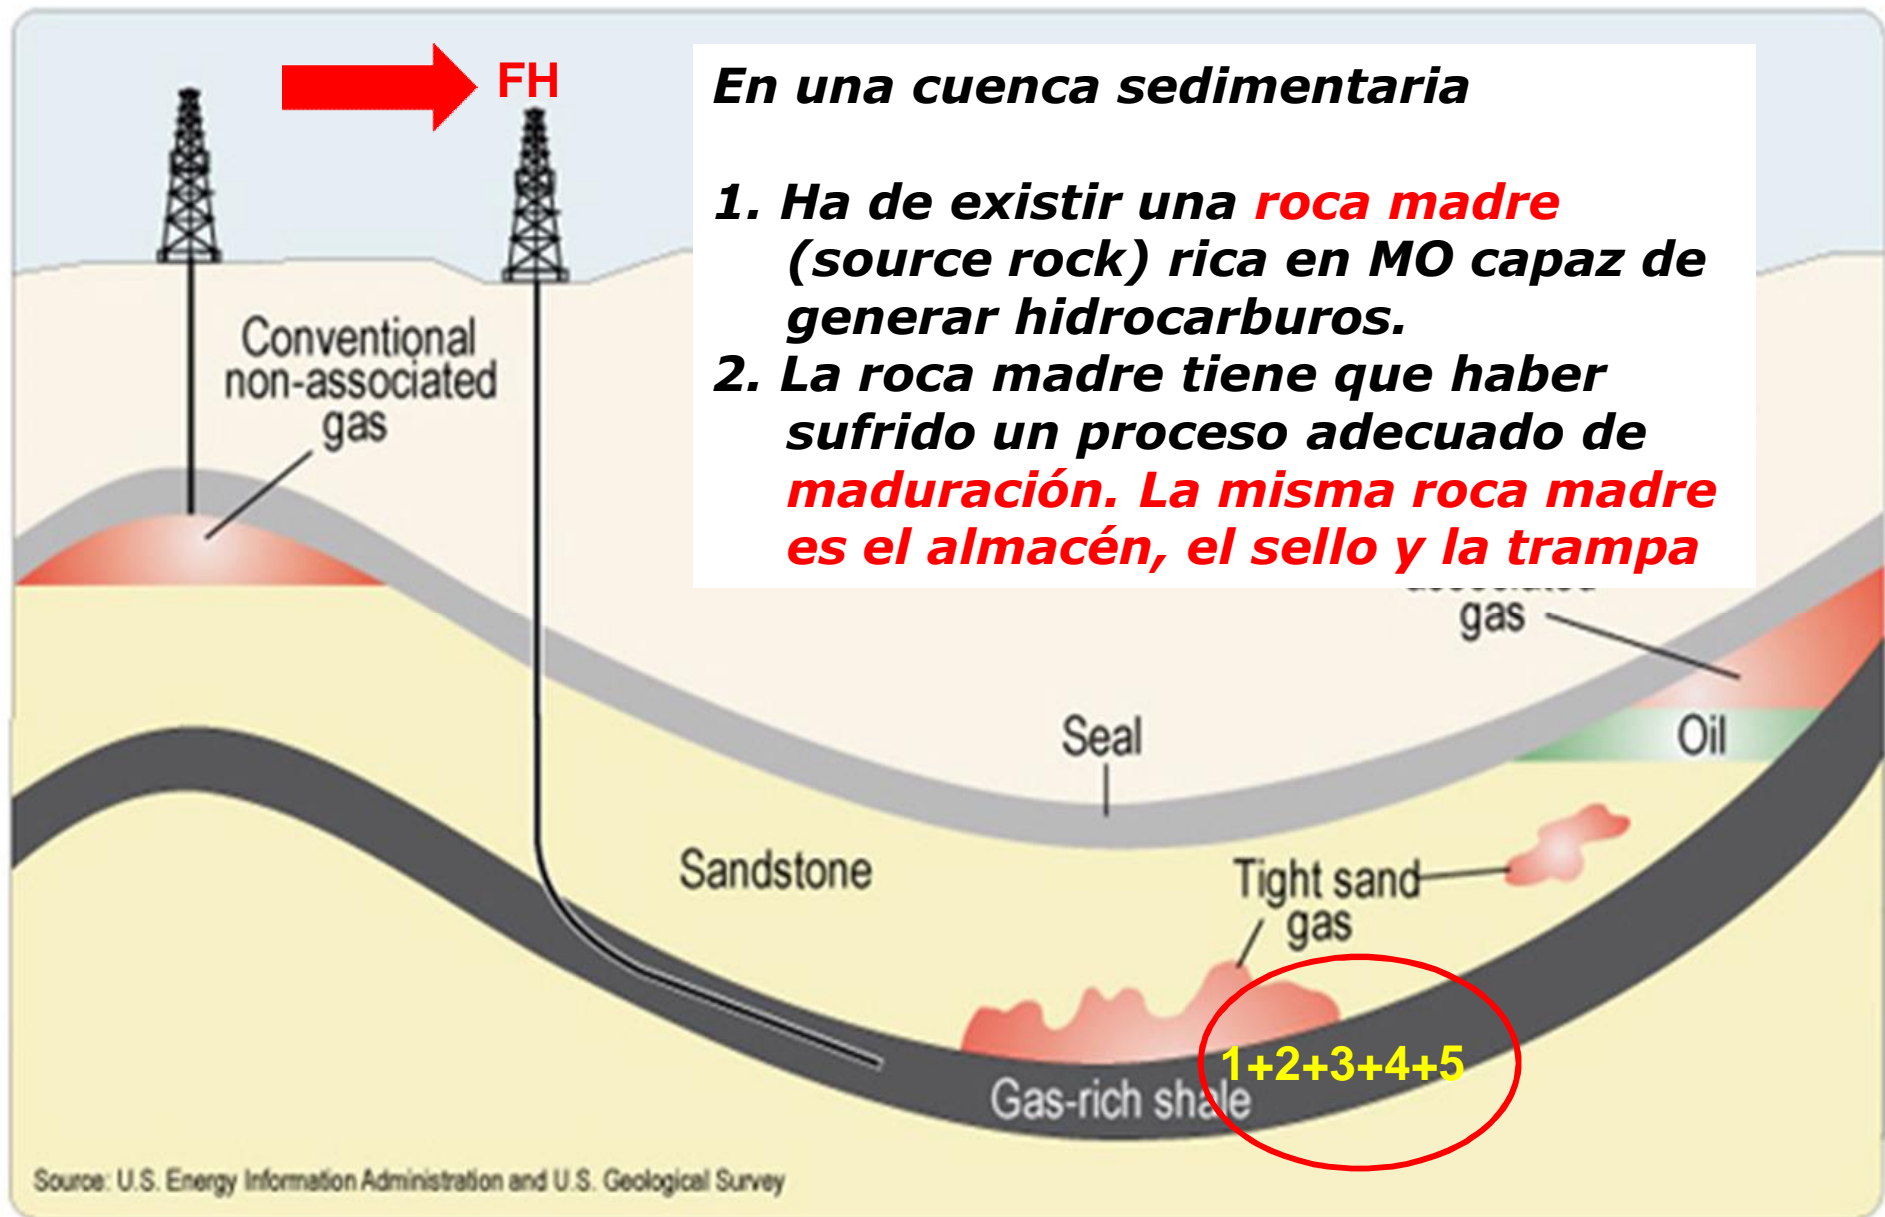 FH
En una cuenca sedimentaria
1. Ha de existir una roca madre
(source rock) rica en MO capaz de
generar hidrocarburos.
2. La roca madre tiene que haber
sufrido un proceso adecuado de
maduración. La misma roca madre
es el almacén, el sello y la trampa
Conventional
non-associated
gas
gas
Seal
Oil
Sandstone
Tight sand
gas
1+2+3+4+5
Gas-rich shale
Source: U.S. Energy Information Administration and U.S. Geological Survey